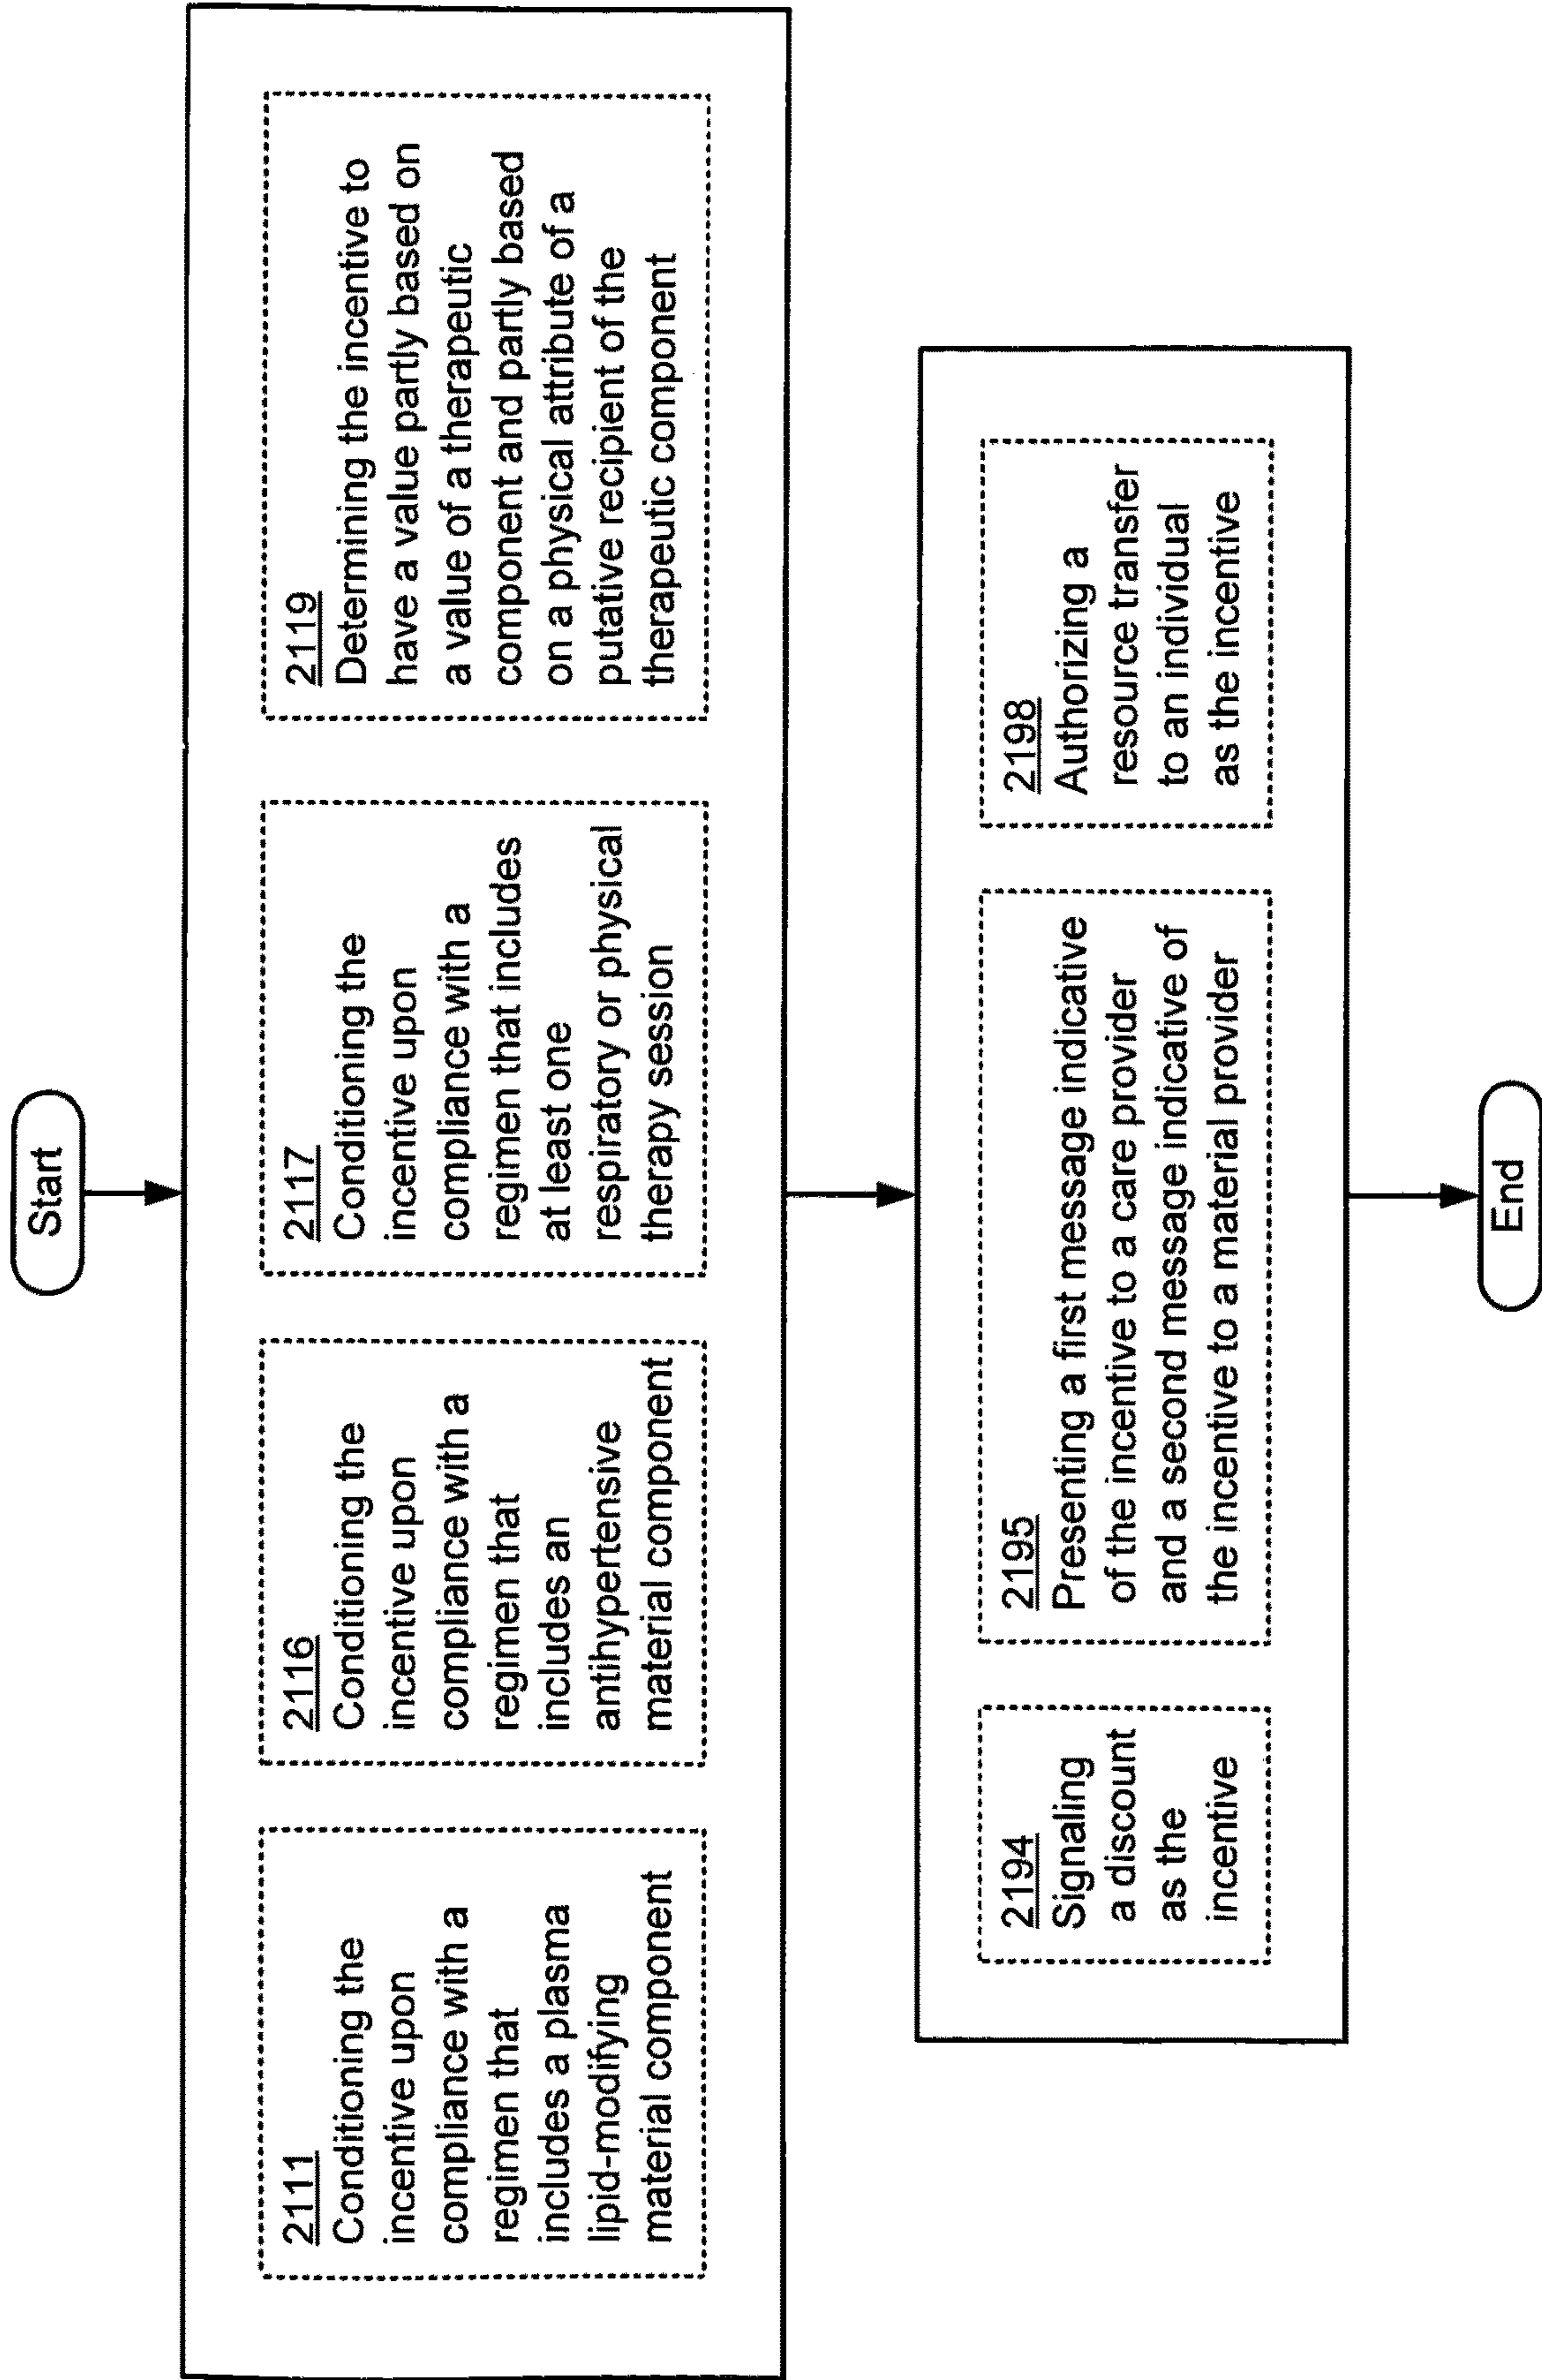 Start
2111
Conditioning the
incentive upon
compliance with a
regimen that
includes a plasma
lipid-modifying
material component
2116
Conditioning the
incentive upon
compliance with a
regimen that
includes an
antihypertensive
material component
2117
Conditioning the
incentive upon
compliance with a
regimen that includes
at least one
respiratory or physical
therapy session
2119
Determining the incentive to
have a value partly based on
a value of a therapeutic
component and partly based
on a physical attribute of a
putative recipient of the
therapeutic component
2194
Signaling
a discount
as the
incentive
2195
Presenting a first message indicative
of the incentive to a care provider
and a second message indicative of
the incentive to a material provider
2198
Authorizing a
resource transfer
to an individual
as the incentive
End